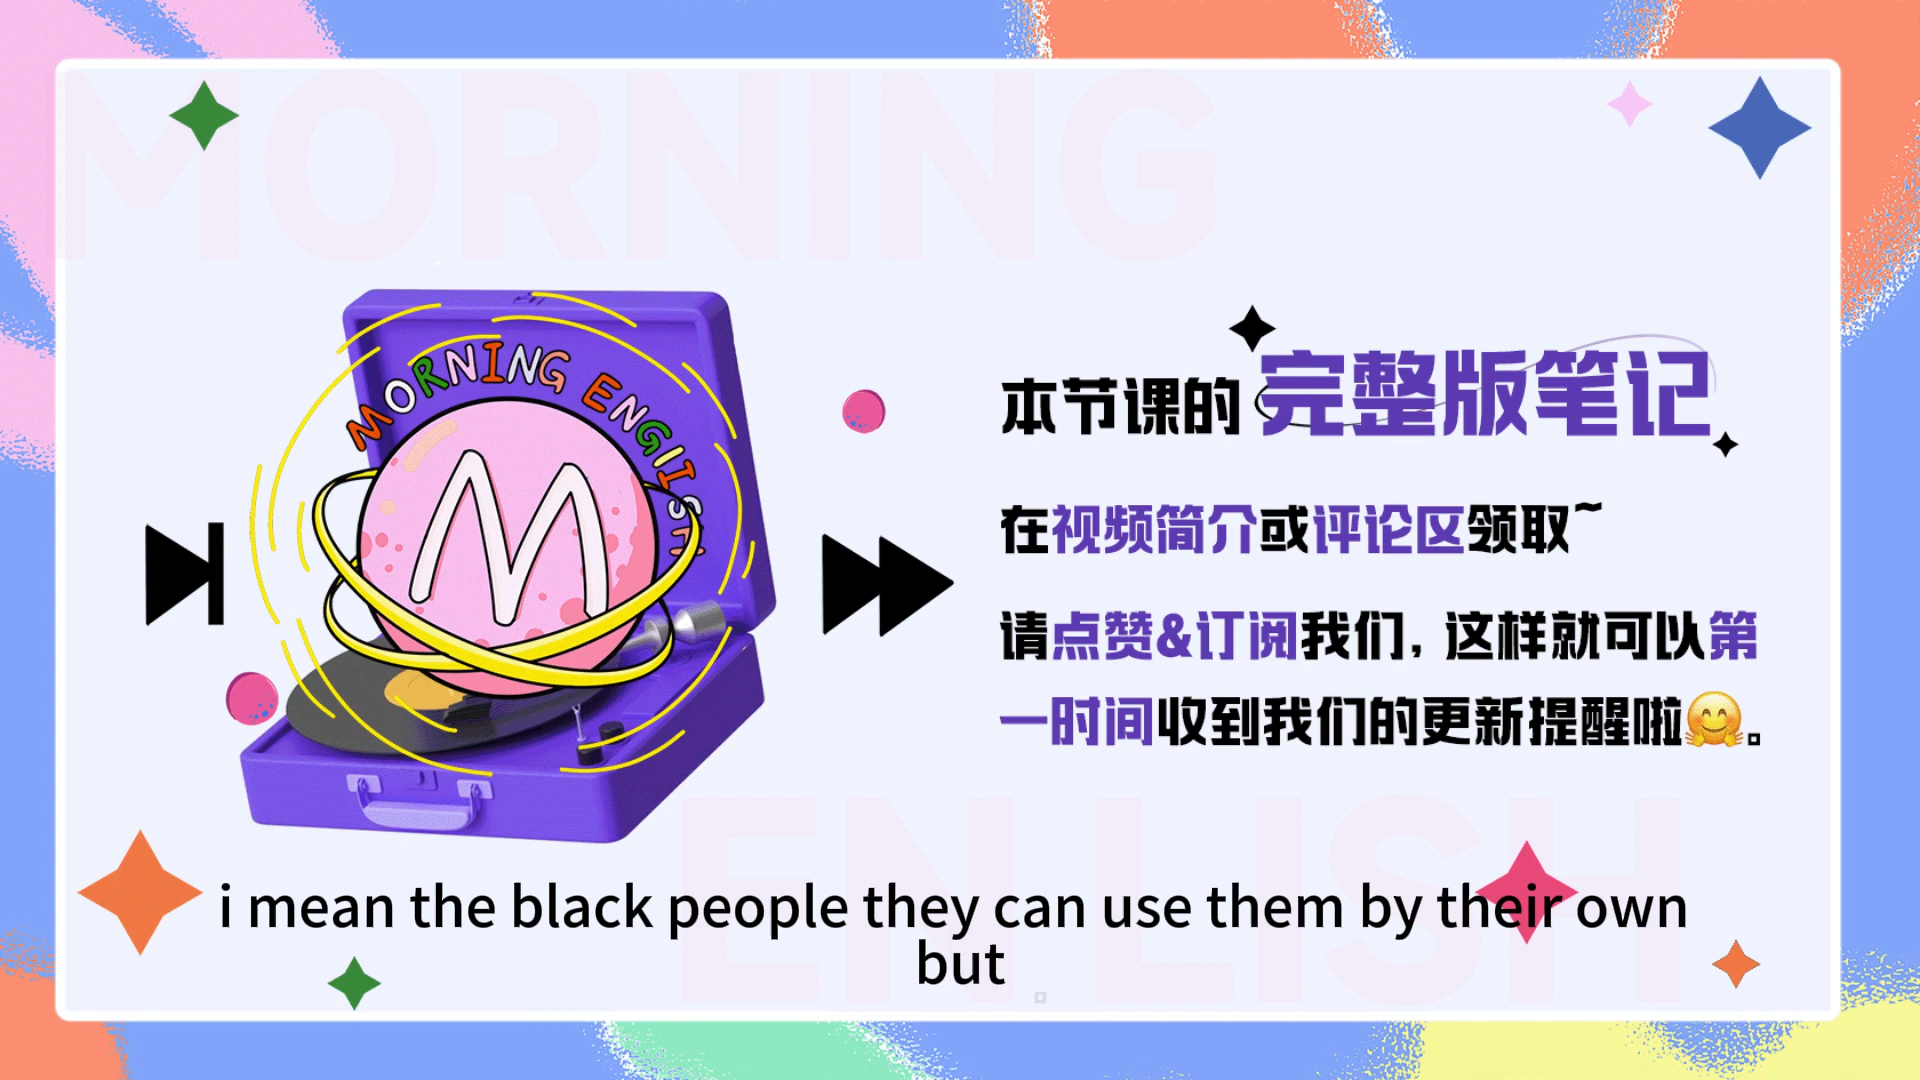 MORNING
MORNING ENGLISH
M
本节课的完整版笔记
在视频简介或评论区领取~
请点赞&订阅我们，这样就可以第
一时间收到我们的更新提醒啦🤗。
EN LISH
i mean the black people they can use them by their own
but